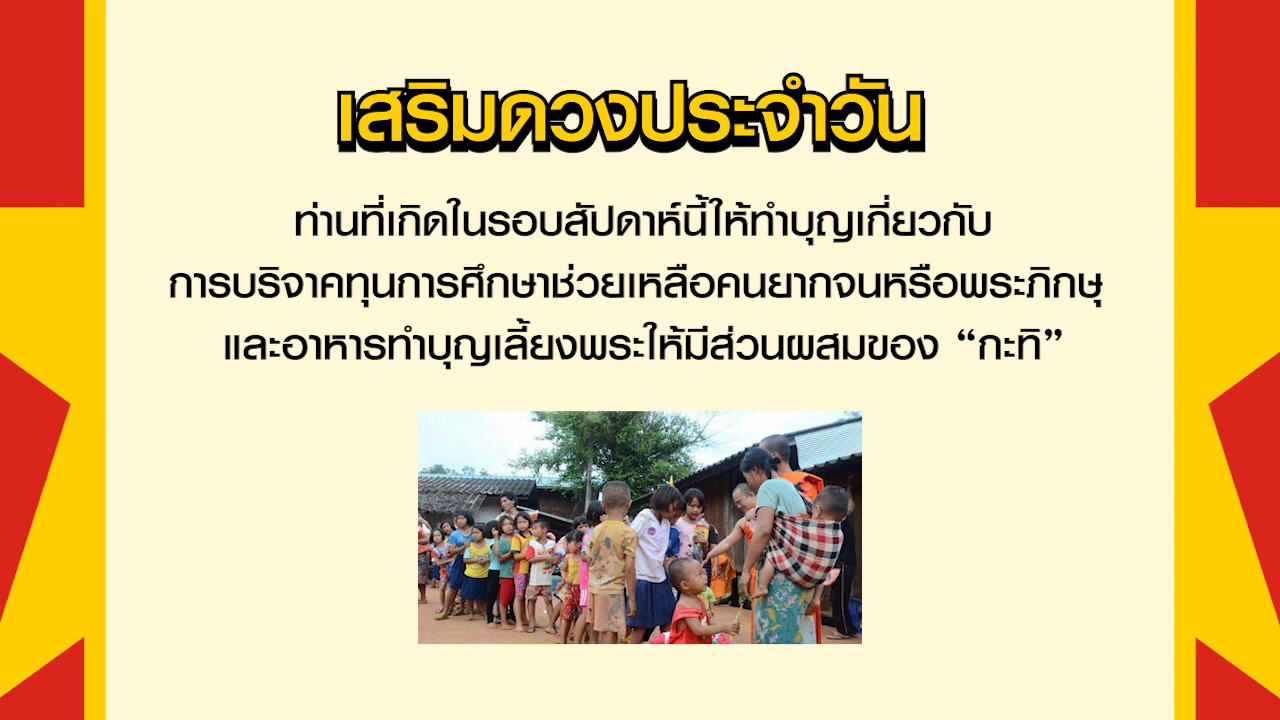 เสริมดวงประจำวัน
ท่านที่เกิดในรอบสัปดาห์นี้ให้ทำบุญเกี่ยวกับ
การบริจาคทุนการศึกษาช่วยเหลือคนยากจนหรือพระภิกษุ
และอาหารทำบุญเลี้ยงพระให้มีส่วนผสมของ “กะทิ”